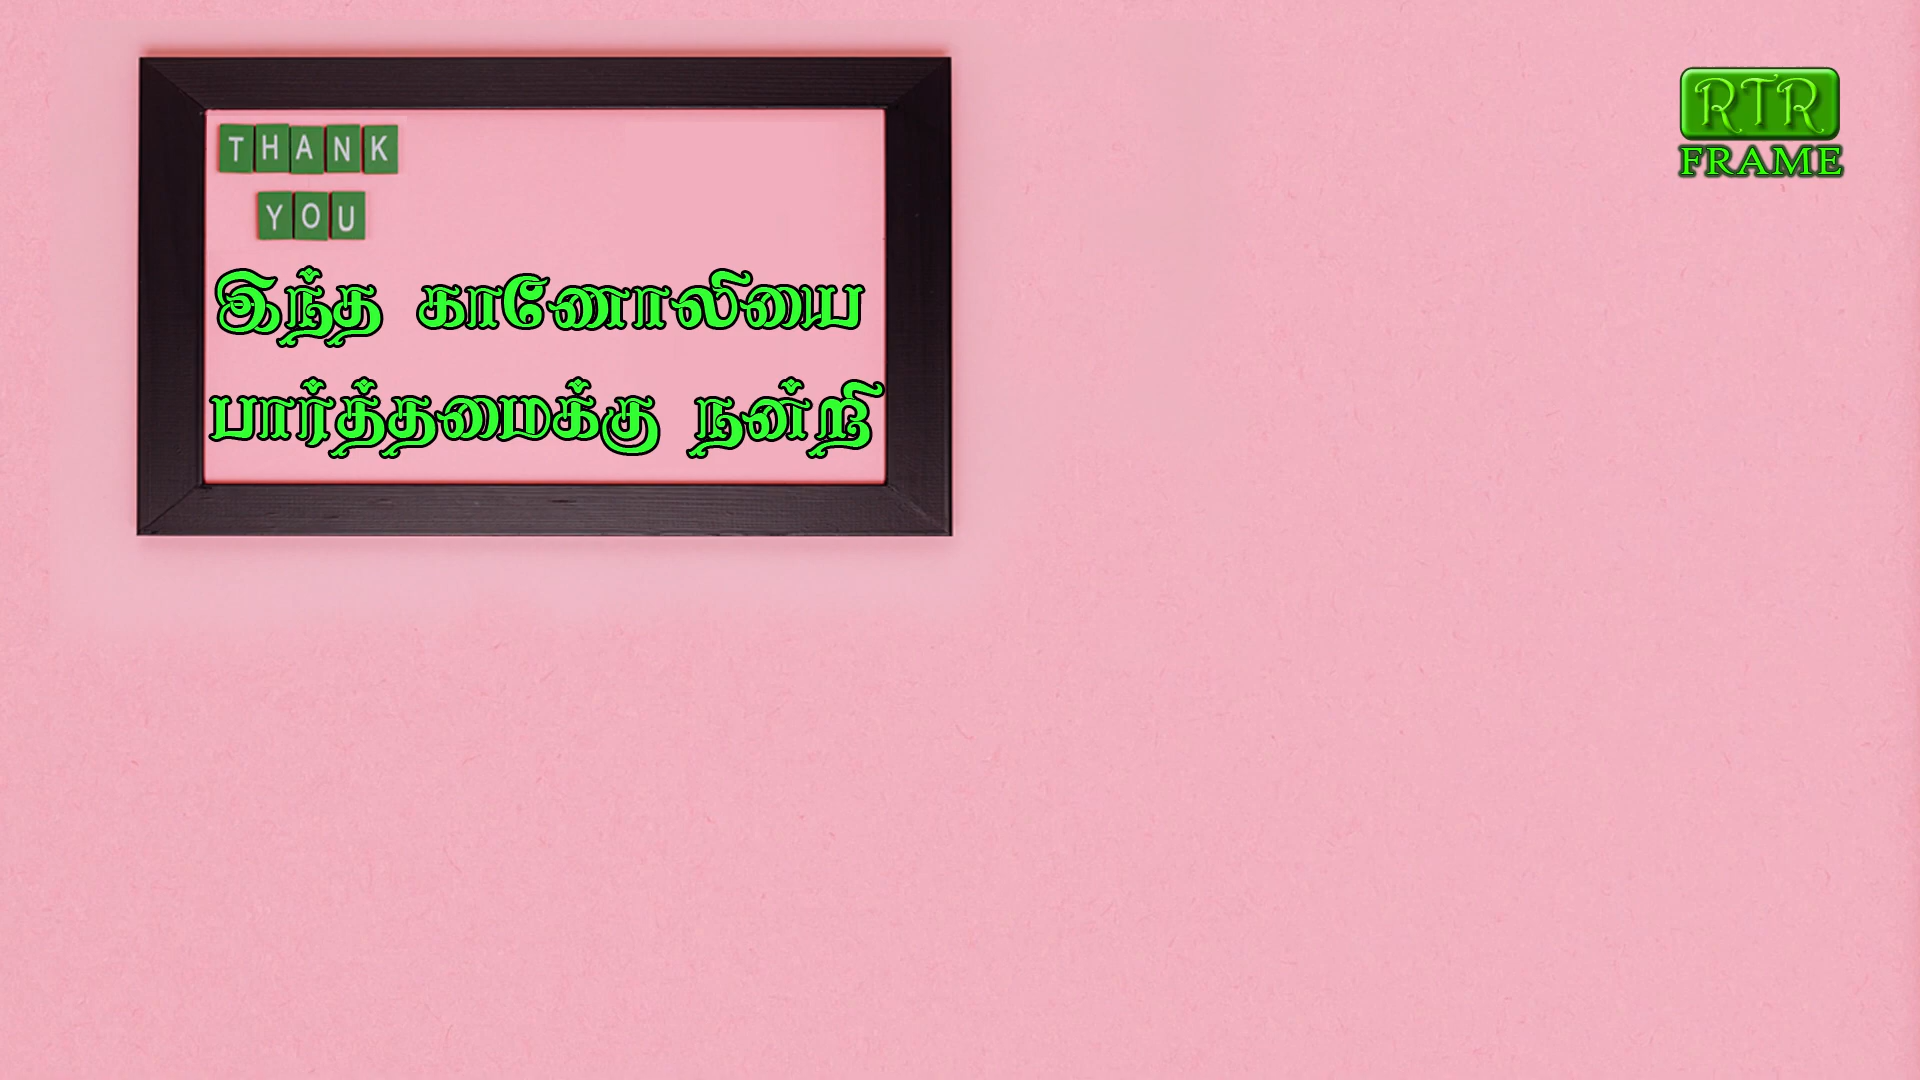 THANK
YOU
இந்த காணொலியை
பார்த்தமைக்கு நன்றி
RTR
FRAME